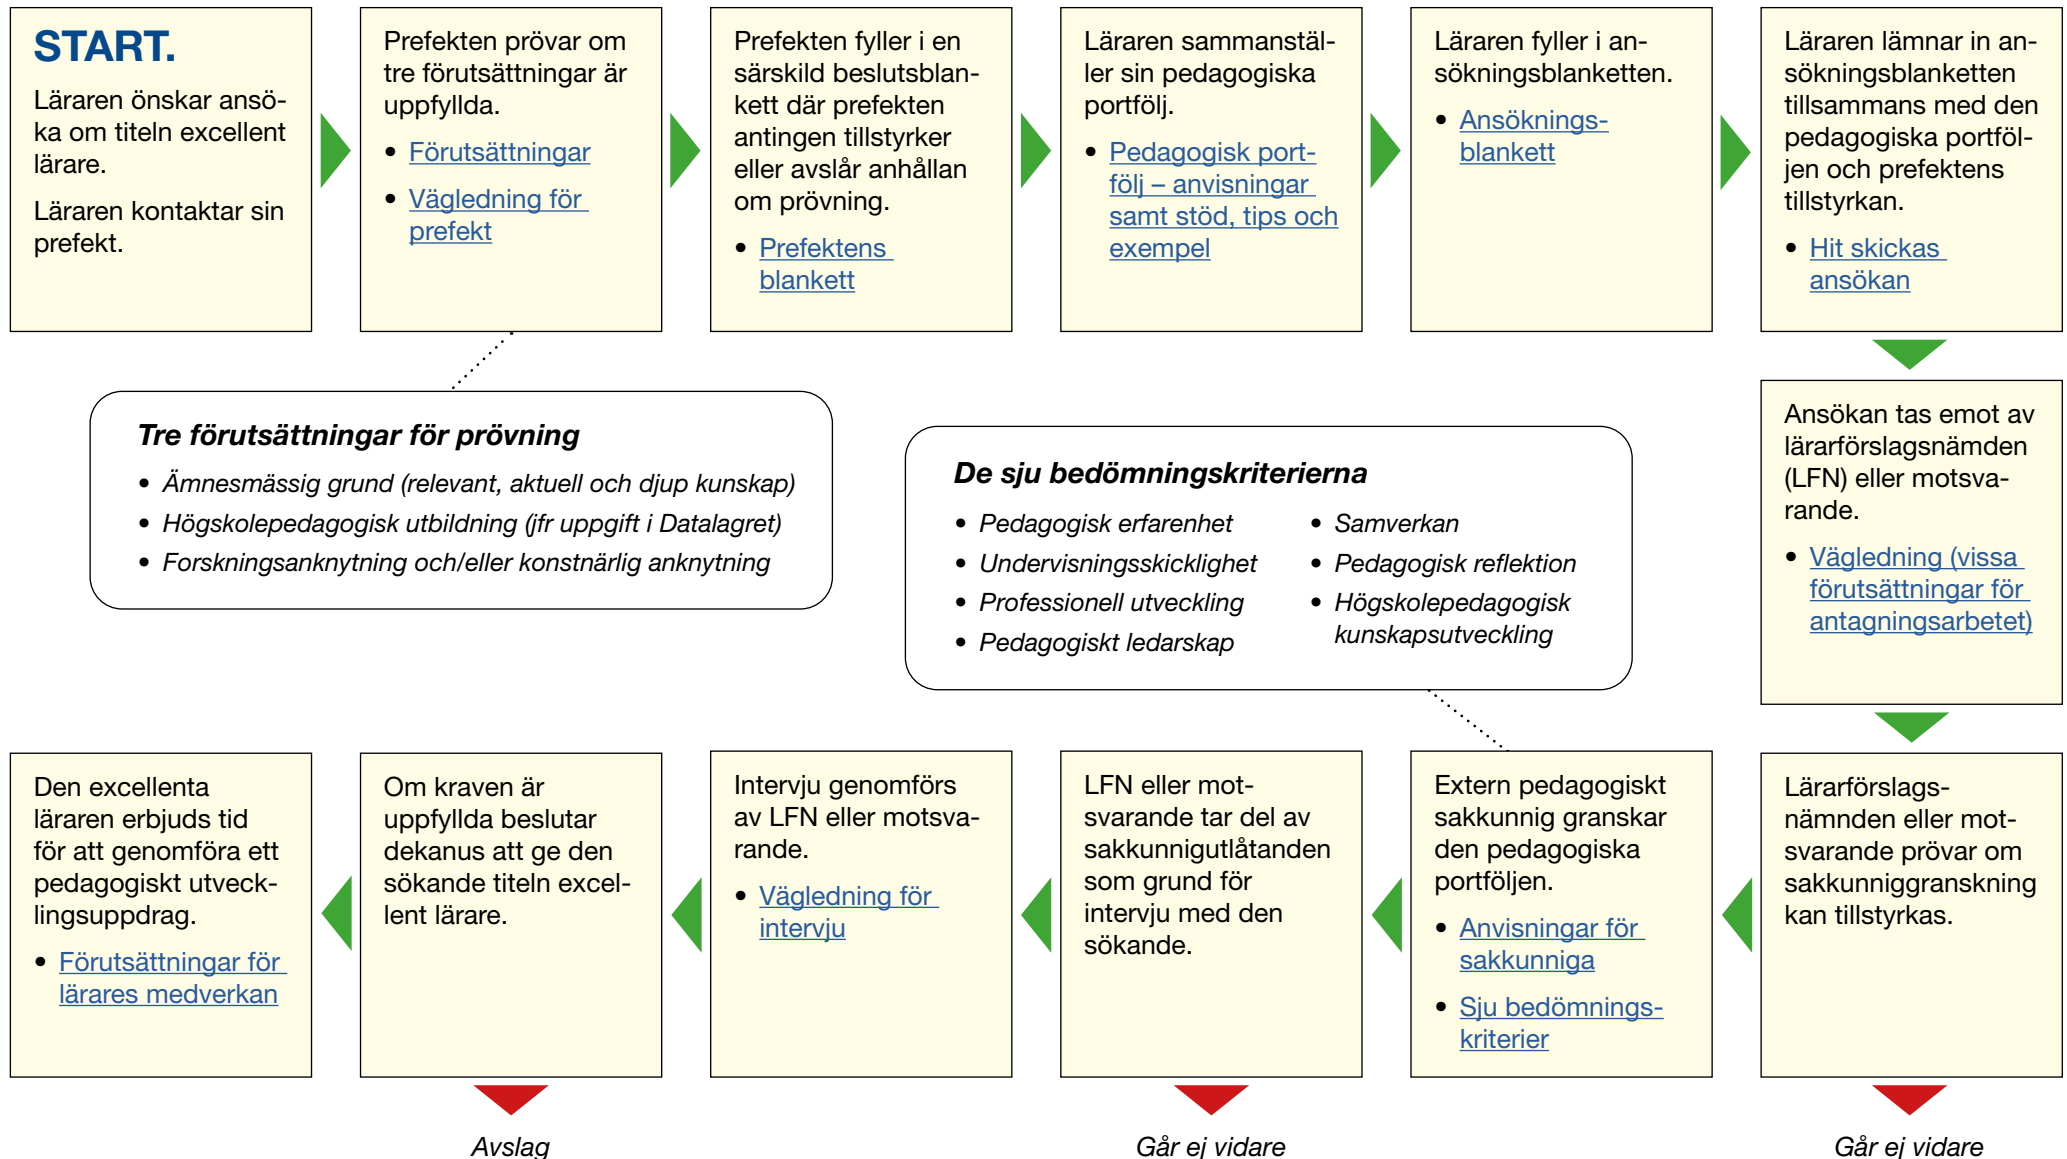 START.
Läraren önskar ansö-
ka om titeln excellent
lärare.
Läraren kontaktar sin
prefekt.
Prefekten prövar om
tre förutsättningar är
uppfyllda.
• Förutsättningar
• Vägledning för
prefekt
Prefekten fyller i en
särskild beslutsblan-
kett där prefekten
antingen tillstyrker
eller avslår anhållan
om prövning.
• Prefektens
blankett
Läraren sammanstäl-
ler sin pedagogiska
portfölj.
• Pedagogisk port-
följ – anvisningar
samt stöd, tips och
exempel
Läraren fyller i an-
sökningsblanketten.
• Ansöknings-
blankett
Läraren lämnar in an-
sökningsblanketten
tillsammans med den
pedagogiska portföl-
jen och prefektens
tillstyrkan.
• Hit skickas
ansökan
Tre förutsättningar för prövning
• Ämnesmässig grund (relevant, aktuell och djup kunskap)
• Högskolepedagogisk utbildning (jfr uppgift i Datalagret)
• Forskningsanknytning och/eller konstnärlig anknytning
De sju bedömningskriterierna
• Pedagogisk erfarenhet
• Undervisningsskicklighet
• Professionell utveckling
• Pedagogiskt ledarskap
• Samverkan
• Pedagogisk reflektion
• Högskolepedagogisk
kunskapsutveckling
Ansökan tas emot av
lärarförslagsnämden
(LFN) eller motsva-
rande.
• Vägledning (vissa
förutsättningar för
antagningsarbetet)
Den excellenta
läraren erbjuds tid
för att genomföra ett
pedagogiskt utveck-
lingsuppdrag.
• Förutsättningar för
lärares medverkan
Om kraven är
uppfyllda beslutar
dekanus att ge den
sökande titeln excel-
lent lärare.
Intervju genomförs
av LFN eller motsva-
rande.
• Vägledning för
intervju
LFN eller mot-
svarande tar del av
sakkunnigutlåtanden
som grund för
intervju med den
sökande.
Extern pedagogiskt
sakkunnig granskar
den pedagogiska
portföljen.
• Anvisningar för
sakkunniga
• Sju bedömnings-
kriterier
Lärarförslags-
nämnden eller mot-
svarande prövar om
sakkunniggranskning
kan tillstyrkas.
Avslag
Går ej vidare
Går ej vidare